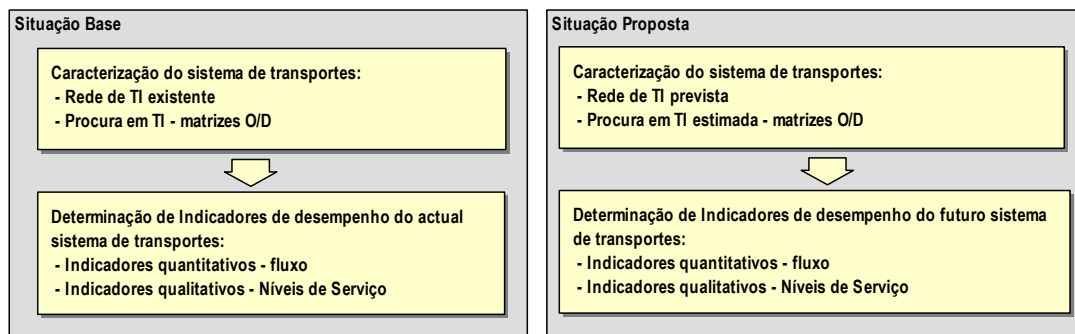 Situação Base
Caracterização do sistema de transportes:
- Rede de TI existente
- Procura em TI - matrizes O/D
Determinação de Indicadores de desempenho do actual
sistema de transportes:
- Indicadores quantitativos - fluxo
- Indicadores qualitativos - Níveis de Serviço
Situação Proposta
Caracterização do sistema de transportes:
- Rede de TI prevista
- Procura em TI estimada - matrizes O/D
Determinação de Indicadores de desempenho do futuro sistema
de transportes:
- Indicadores quantitativos - fluxo
- Indicadores qualitativos - Níveis de Serviço